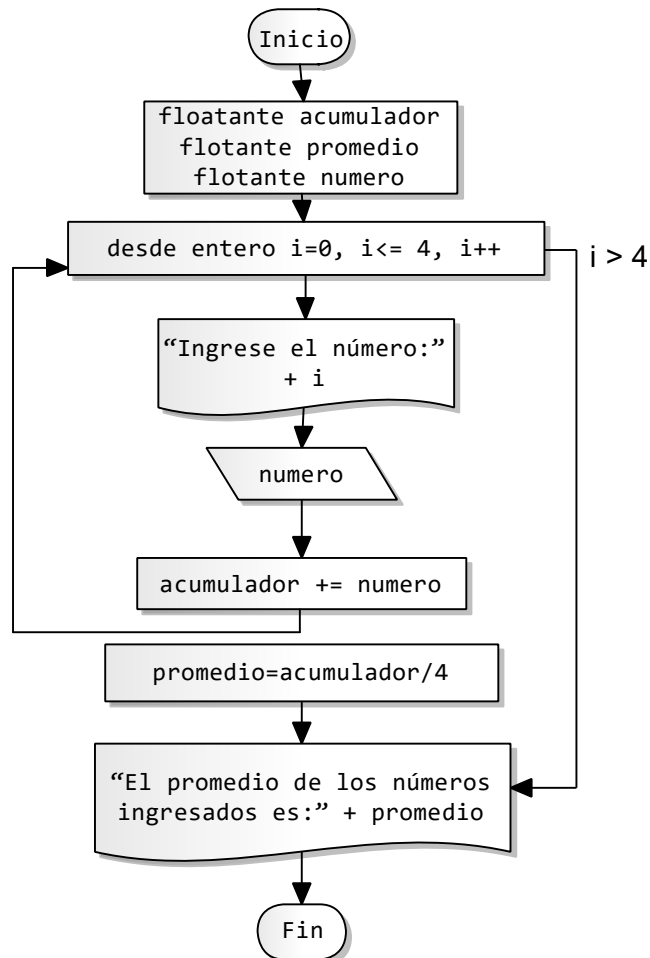 Inicio
floatante acumulador
flotante promedio
flotante numero
desde entero i=0, i<= 4, i++
i > 4
“Ingrese el número:”
+ i
numero
acumulador += numero
promedio=acumulador/4
“El promedio de los números
ingresados es:” + promedio
Fin